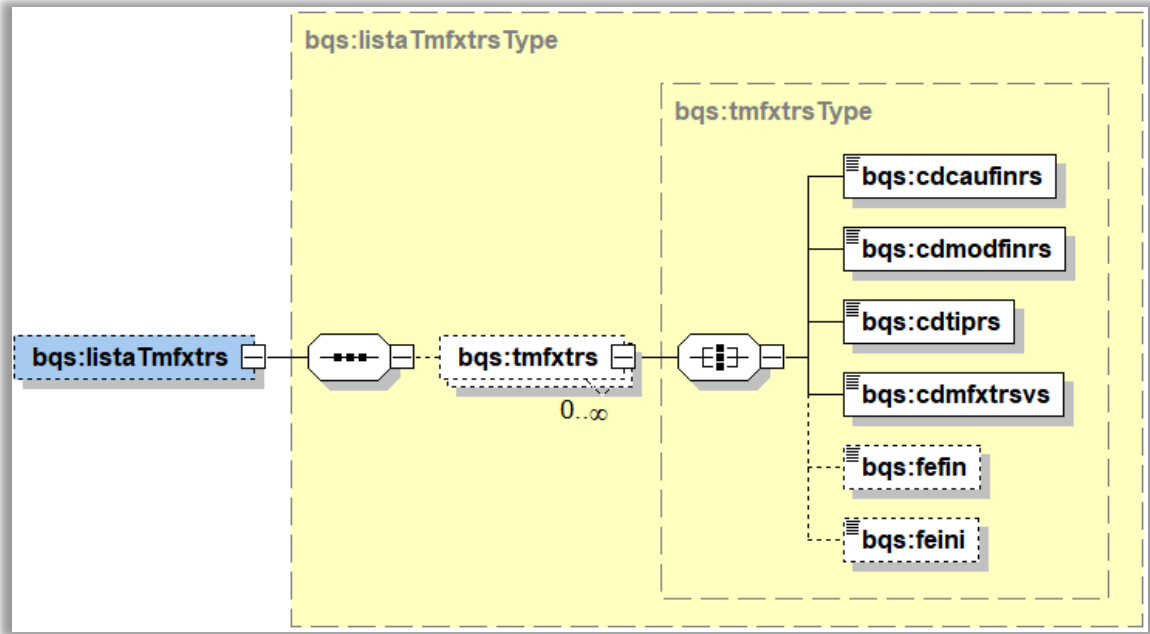 bqs:listaTmfxtrsType
bqs:tmfxtrsType
bqs:cdcaufinrs
bqs:cdmodfinrs
bqs:cdtiprs
bqs:listaTmfxtrs
bqs:tmfxtrs
0..∞
bqs:cdmfxtrsvs
bqs:fefin
bqs:feini